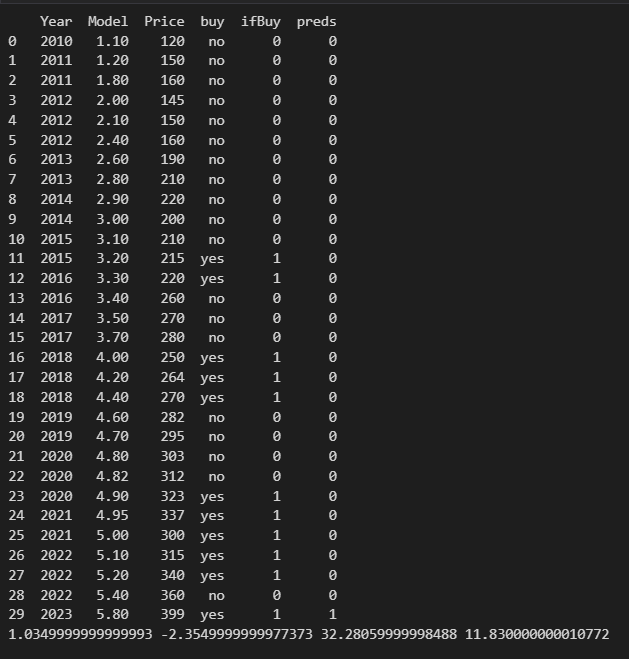 Year Model Price buy ifBuy preds
0 2010 1.10 120 no 0 0
1 2011 1.20 150 no 0 0
2 2011 1.80 160 no 0 0
3 2012 2.00 145 no 0 0
4 2012 2.10 150 no 0 0
5 2012 2.40 160 no 0 0
6 2013 2.60 190 no 0 0
7 2013 2.80 210 no 0 0
8 2014 2.90 220 no 0 0
9 2014 3.00 200 no 0 0
10 2015 3.10 210 no 0 0
11 2015 3.20 215 yes 1 0
12 2016 3.30 220 yes 1 0
13 2016 3.40 260 no 0 0
14 2017 3.50 270 no 0 0
15 2017 3.70 280 no 0 0
16 2018 4.00 250 yes 1 0
17 2018 4.20 264 yes 1 0
18 2018 4.40 270 yes 1 0
19 2019 4.60 282 no 0 0
20 2019 4.70 295 no 0 0
21 2020 4.80 303 no 0 0
22 2020 4.82 312 no 0 0
23 2020 4.90 323 yes 1 0
24 2021 4.95 337 yes 1 0
25 2021 5.00 300 yes 1 0
26 2022 5.10 315 yes 1 0
27 2022 5.20 340 yes 1 0
28 2022 5.40 360 no 0 0
29 2023 5.80 399 yes 1 1
1.0349999999999993 -2.3549999999977373 32.28059999998488 11.830000000010772